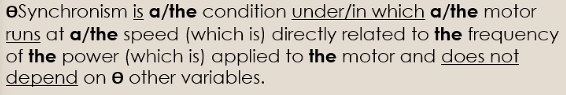 ɵSynchronism is a/the condition under/in which a/the motor
runs at a/the speed (which is) directly related to the frequency
of the power (which is) applied to the motor and does not
depend on ɵ other variables.